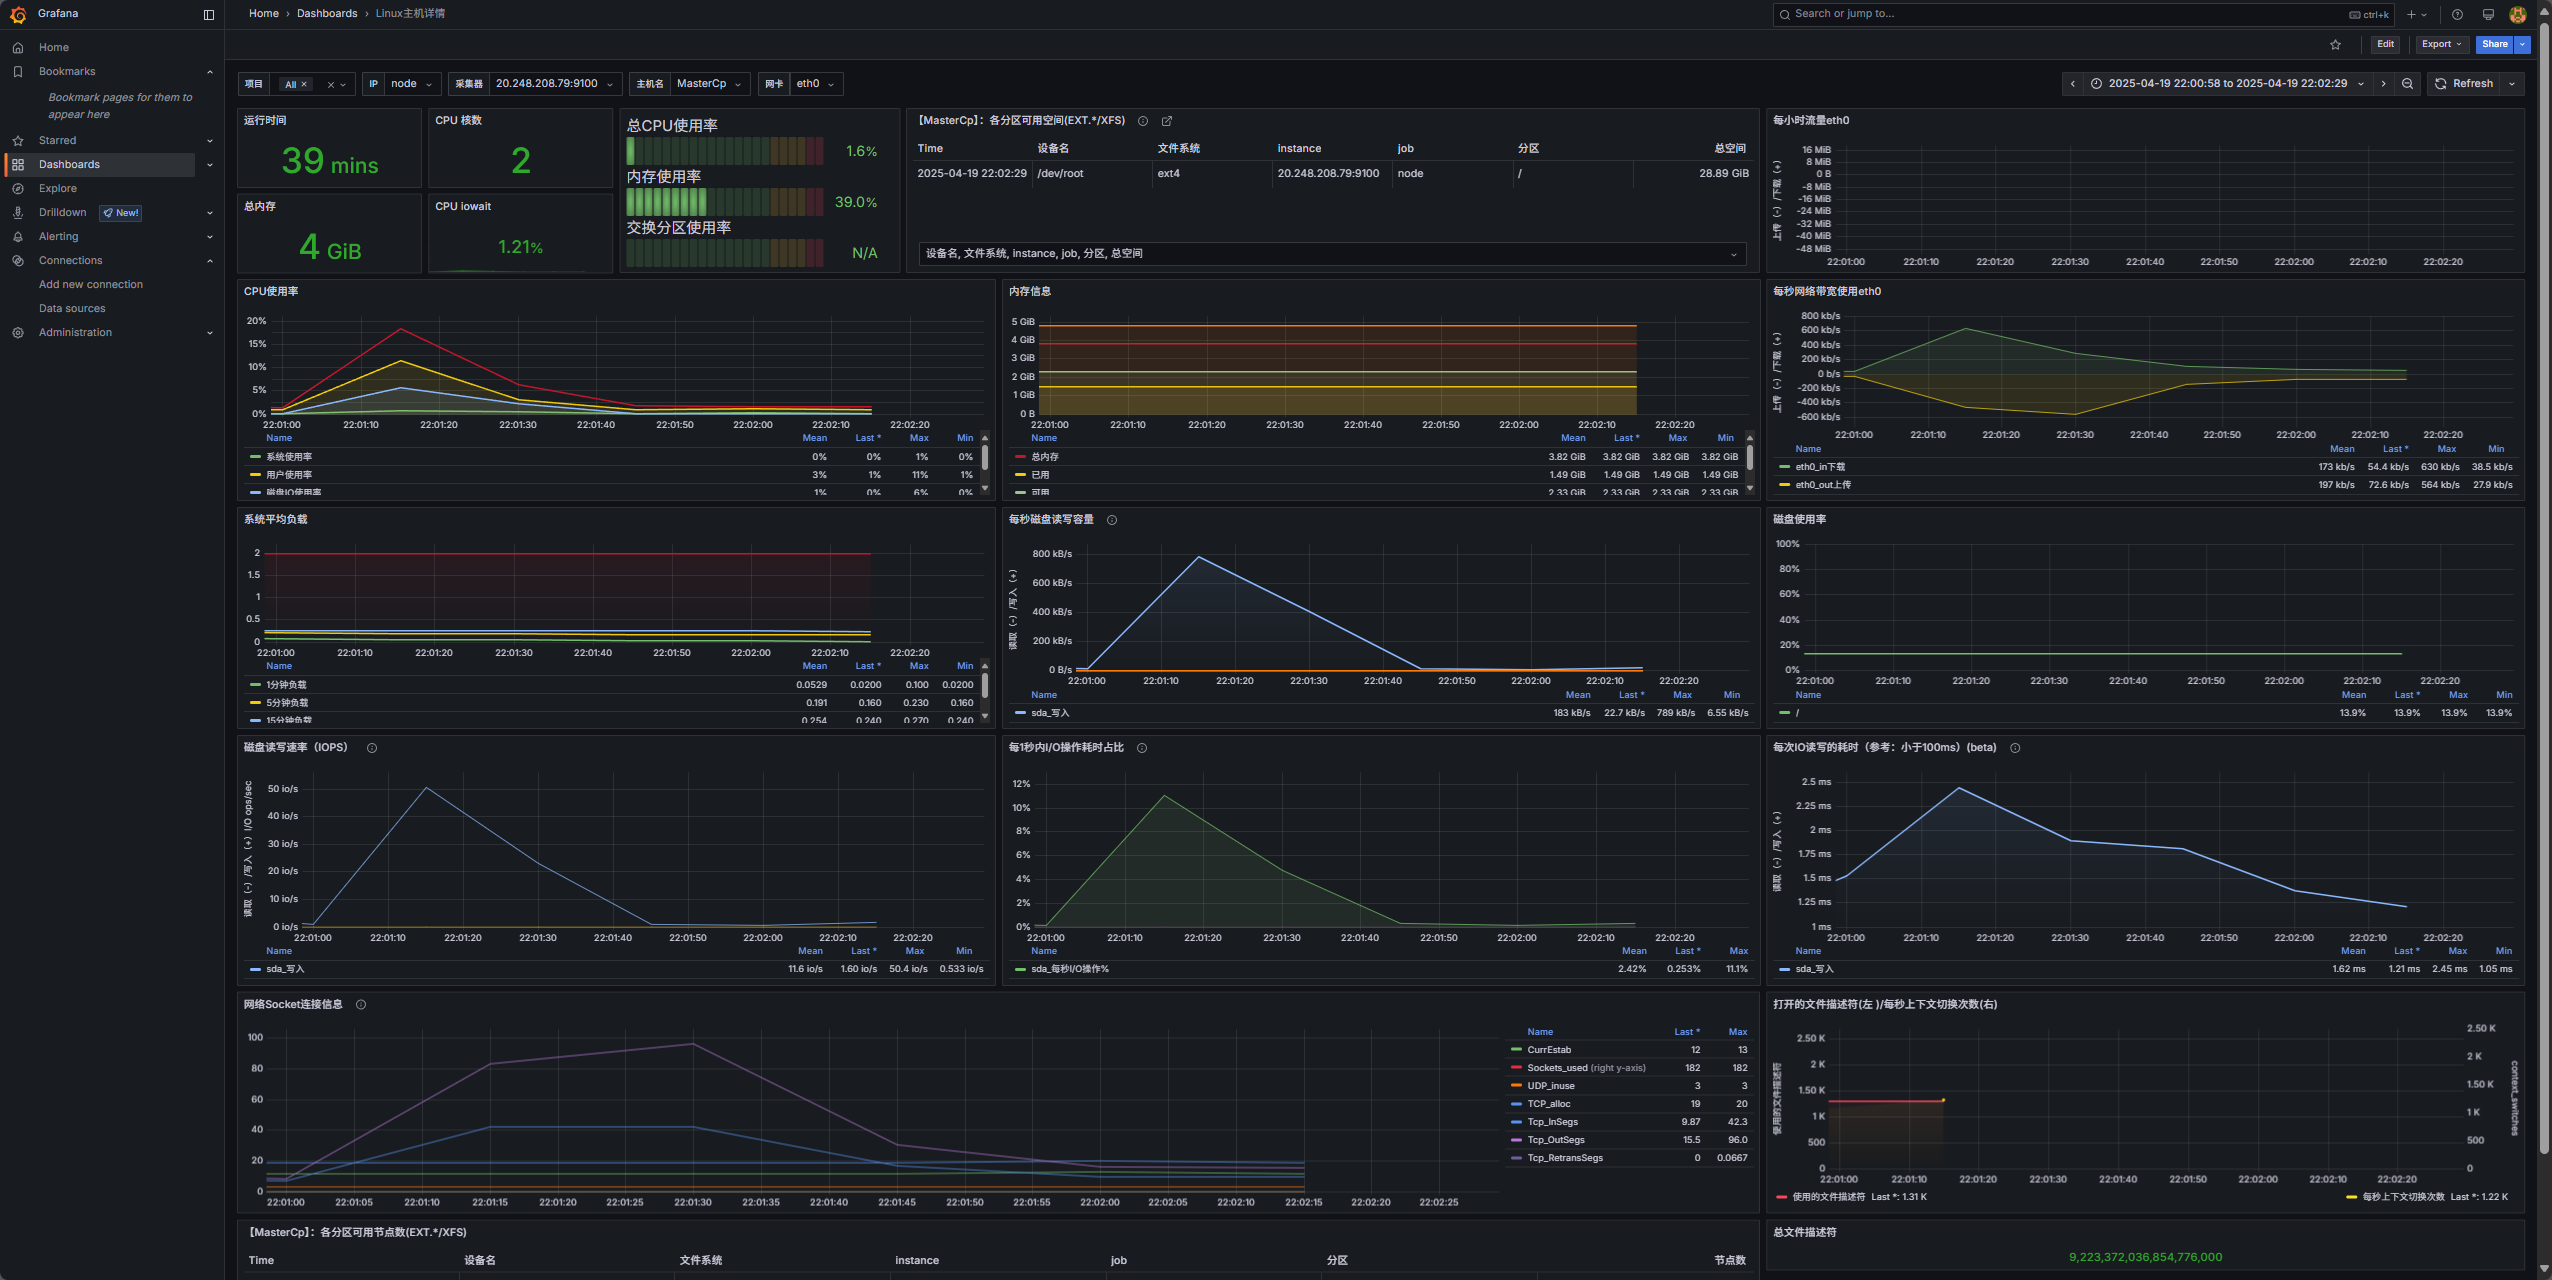 Grafana
Home › Dashboards › Linux主机详情
Search or jump to...
ctrl+k
Home
Bookmarks
Bookmark pages for them to
appear here
Starred
Dashboards
Explore
Drilldown New!
Alerting
Connections
Add new connection
Data sources
Administration
Edit Export Share
项目 All IP node 采集器 20.248.208.79:9100 主机名 MasterCp 网卡 eth0
2025-04-19 22:00:58 to 2025-04-19 22:02:29 Refresh
运行时间
39 mins
CPU 核数
2
总内存
4 GiB
CPU iowait
1.21%
总CPU使用率
1.6%
内存使用率
39.0%
交换分区使用率
N/A
【MasterCp】：各分区可用空间(EXT.*/XFS)
Time 设备名 文件系统 instance job 分区 总空间
2025-04-19 22:02:29 /dev/root ext4 20.248.208.79:9100 node / 28.89 GiB
设备名, 文件系统, instance, job, 分区, 总空间
每小时流量eth0
上传（-）/下载（+）
16 MiB
8 MiB
0 B
-8 MiB
-16 MiB
-24 MiB
-32 MiB
-40 MiB
-48 MiB
22:01:00 22:01:10 22:01:20 22:01:30 22:01:40 22:01:50 22:02:00 22:02:10 22:02:20
CPU使用率
20%
15%
10%
5%
0%
22:01:00 22:01:10 22:01:20 22:01:30 22:01:40 22:01:50 22:02:00 22:02:10 22:02:20
Name Mean Last * Max Min
系统使用率 0% 0% 1% 0%
用户使用率 3% 1% 11% 1%
磁盘IO使用率 1% 0% 6% 0%
内存信息
5 GiB
4 GiB
3 GiB
2 GiB
1 GiB
0 B
22:01:00 22:01:10 22:01:20 22:01:30 22:01:40 22:01:50 22:02:00 22:02:10 22:02:20
Name Mean Last * Max Min
总内存 3.82 GiB 3.82 GiB 3.82 GiB 3.82 GiB
已用 1.49 GiB 1.49 GiB 1.49 GiB 1.49 GiB
可用 2.33 GiB 2.33 GiB 2.33 GiB 2.33 GiB
每秒网络带宽使用eth0
上传（-）/下载（+）
800 kb/s
600 kb/s
400 kb/s
200 kb/s
0 b/s
-200 kb/s
-400 kb/s
-600 kb/s
22:01:00 22:01:10 22:01:20 22:01:30 22:01:40 22:01:50 22:02:00 22:02:10 22:02:20
Name Mean Last * Max Min
eth0_in下载 173 kb/s 54.4 kb/s 630 kb/s 38.5 kb/s
eth0_out上传 197 kb/s 72.6 kb/s 564 kb/s 27.9 kb/s
系统平均负载
2
1.5
1
0.5
0
22:01:00 22:01:10 22:01:20 22:01:30 22:01:40 22:01:50 22:02:00 22:02:10 22:02:20
Name Mean Last * Max Min
1分钟负载 0.0529 0.0200 0.100 0.0200
5分钟负载 0.191 0.160 0.230 0.160
15分钟负载 0.254 0.240 0.270 0.240
每秒磁盘读写容量
读取（-）/写入（+）
800 kB/s
600 kB/s
400 kB/s
200 kB/s
0 B/s
22:01:00 22:01:10 22:01:20 22:01:30 22:01:40 22:01:50 22:02:00 22:02:10 22:02:20
Name Mean Last * Max Min
sda_写入 183 kB/s 22.7 kB/s 789 kB/s 6.55 kB/s
磁盘使用率
100%
80%
60%
40%
20%
0%
22:01:00 22:01:10 22:01:20 22:01:30 22:01:40 22:01:50 22:02:00 22:02:10 22:02:20
Name Mean Last * Max Min
/ 13.9% 13.9% 13.9% 13.9%
磁盘读写速率（IOPS）
读取（-）/写入（+）I/O ops/sec
50 io/s
40 io/s
30 io/s
20 io/s
10 io/s
0 io/s
22:01:00 22:01:10 22:01:20 22:01:30 22:01:40 22:01:50 22:02:00 22:02:10 22:02:20
Name Mean Last * Max Min
sda_写入 11.6 io/s 1.60 io/s 50.4 io/s 0.533 io/s
每1秒内I/O操作耗时占比
12%
10%
8%
6%
4%
2%
0%
22:01:00 22:01:10 22:01:20 22:01:30 22:01:40 22:01:50 22:02:00 22:02:10 22:02:20
Name Mean Last * Max
sda_每秒I/O操作% 2.42% 0.253% 11.1%
每次IO读写的耗时（参考：小于100ms）(beta)
读取（-）/写入（+）
2.5 ms
2.25 ms
2 ms
1.75 ms
1.5 ms
1.25 ms
1 ms
22:01:00 22:01:10 22:01:20 22:01:30 22:01:40 22:01:50 22:02:00 22:02:10 22:02:20
Name Mean Last * Max Min
sda_写入 1.62 ms 1.21 ms 2.45 ms 1.05 ms
网络Socket连接信息
100
80
60
40
20
0
22:01:00 22:01:05 22:01:10 22:01:15 22:01:20 22:01:25 22:01:30 22:01:35 22:01:40 22:01:45 22:01:50 22:01:55 22:02:00 22:02:05 22:02:10 22:02:15 22:02:20 22:02:25
Name Last * Max
CurrEstab 12 13
Sockets_used (right y-axis) 182 182
UDP_inuse 3 3
TCP_alloc 19 20
Tcp_InSegs 9.87 42.3
Tcp_OutSegs 15.5 96.0
Tcp_RetransSegs 0 0.0667
打开的文件描述符(左 )/每秒上下文切换次数(右)
使用的文件描述符
2.50 K
2 K
1.50 K
1 K
500
0
2.50 K
2 K
1.50 K
1 K
500
0
context_switches
22:01:00 22:01:10 22:01:20 22:01:30 22:01:40 22:01:50 22:02:00 22:02:10 22:02:20
使用的文件描述符 Last *: 1.31 K 每秒上下文切换次数 Last *: 1.22 K
【MasterCp】：各分区可用节点数(EXT.*/XFS)
Time 设备名 文件系统 instance job 分区 节点数
总文件描述符
9,223,372,036,854,776,000